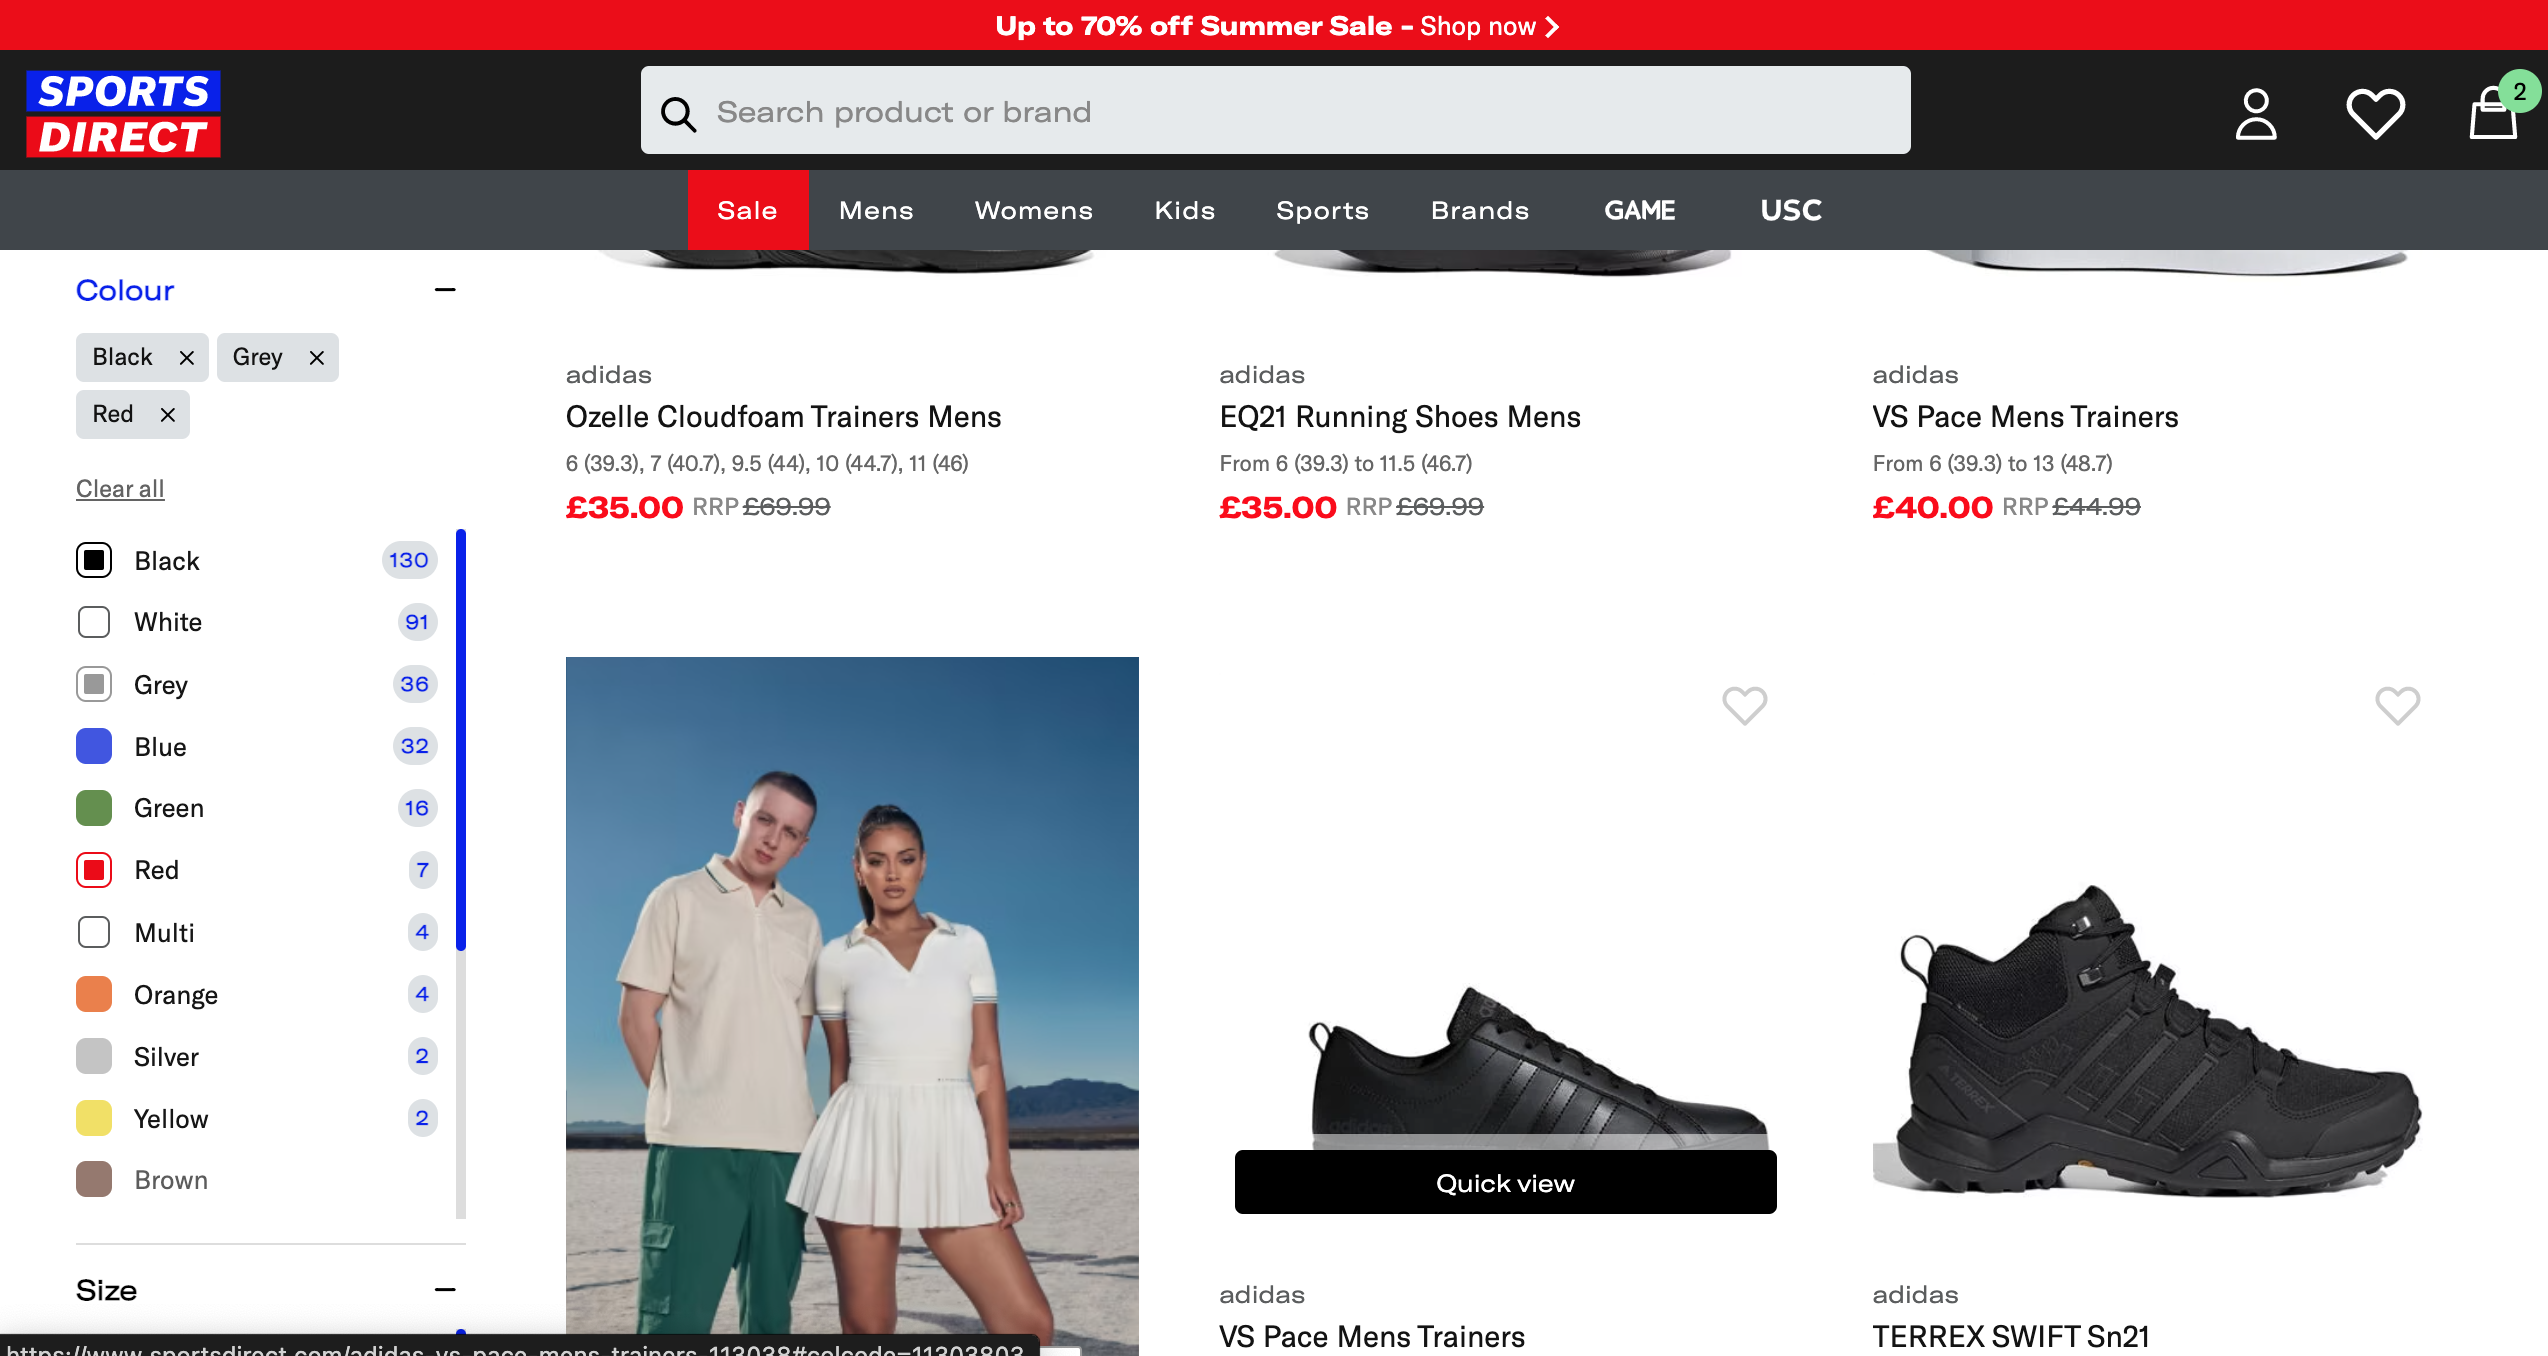 Up to 70% off Summer Sale - Shop now
SPORTS
DIRECT
Search product or brand
2
Sale Mens Womens Kids Sports Brands GAME USC
Colour
Black
Grey
Red
Clear all
Black 130
White 91
Grey 36
Blue 32
Green 16
Red 7
Multi 4
Orange 4
Silver 2
Yellow 2
Brown
Size
adidas
Ozelle Cloudfoam Trainers Mens
6 (39.3), 7 (40.7), 9.5 (44), 10 (44.7), 11 (46)
£35.00 RRP £69.99
adidas
EQ21 Running Shoes Mens
From 6 (39.3) to 11.5 (46.7)
£35.00 RRP £69.99
adidas
VS Pace Mens Trainers
From 6 (39.3) to 13 (48.7)
£40.00 RRP £44.99
adidas
Quick view
adidas
VS Pace Mens Trainers
TERREX
adidas
TERREX SWIFT Sn21
https://www.sportsdirect.com/adidas-vs-pace-mens-trainers-113038#colcode=11303803